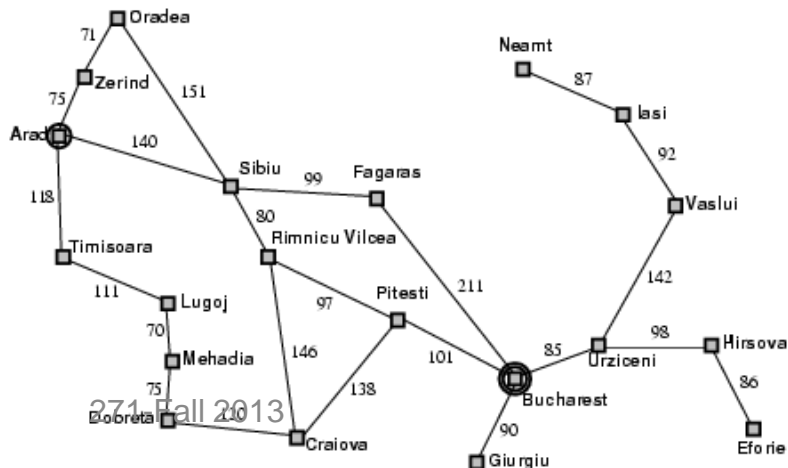 Oradea
71
Neamt
Zerind
87
75
151
Iasi
Arad
140
92
Sibiu
Fagaras
99
118
Vaslui
80
Timisoara
Rimnicu Vilcea
142
111
211
Lugoj
Pitesti
97
70
98
Hirsova
146
85
Mehadia
101
Urziceni
86
75
138
Bucharest
271-Fall 2013
Dobreta
90
Craiova
Eforie
Giurgiu